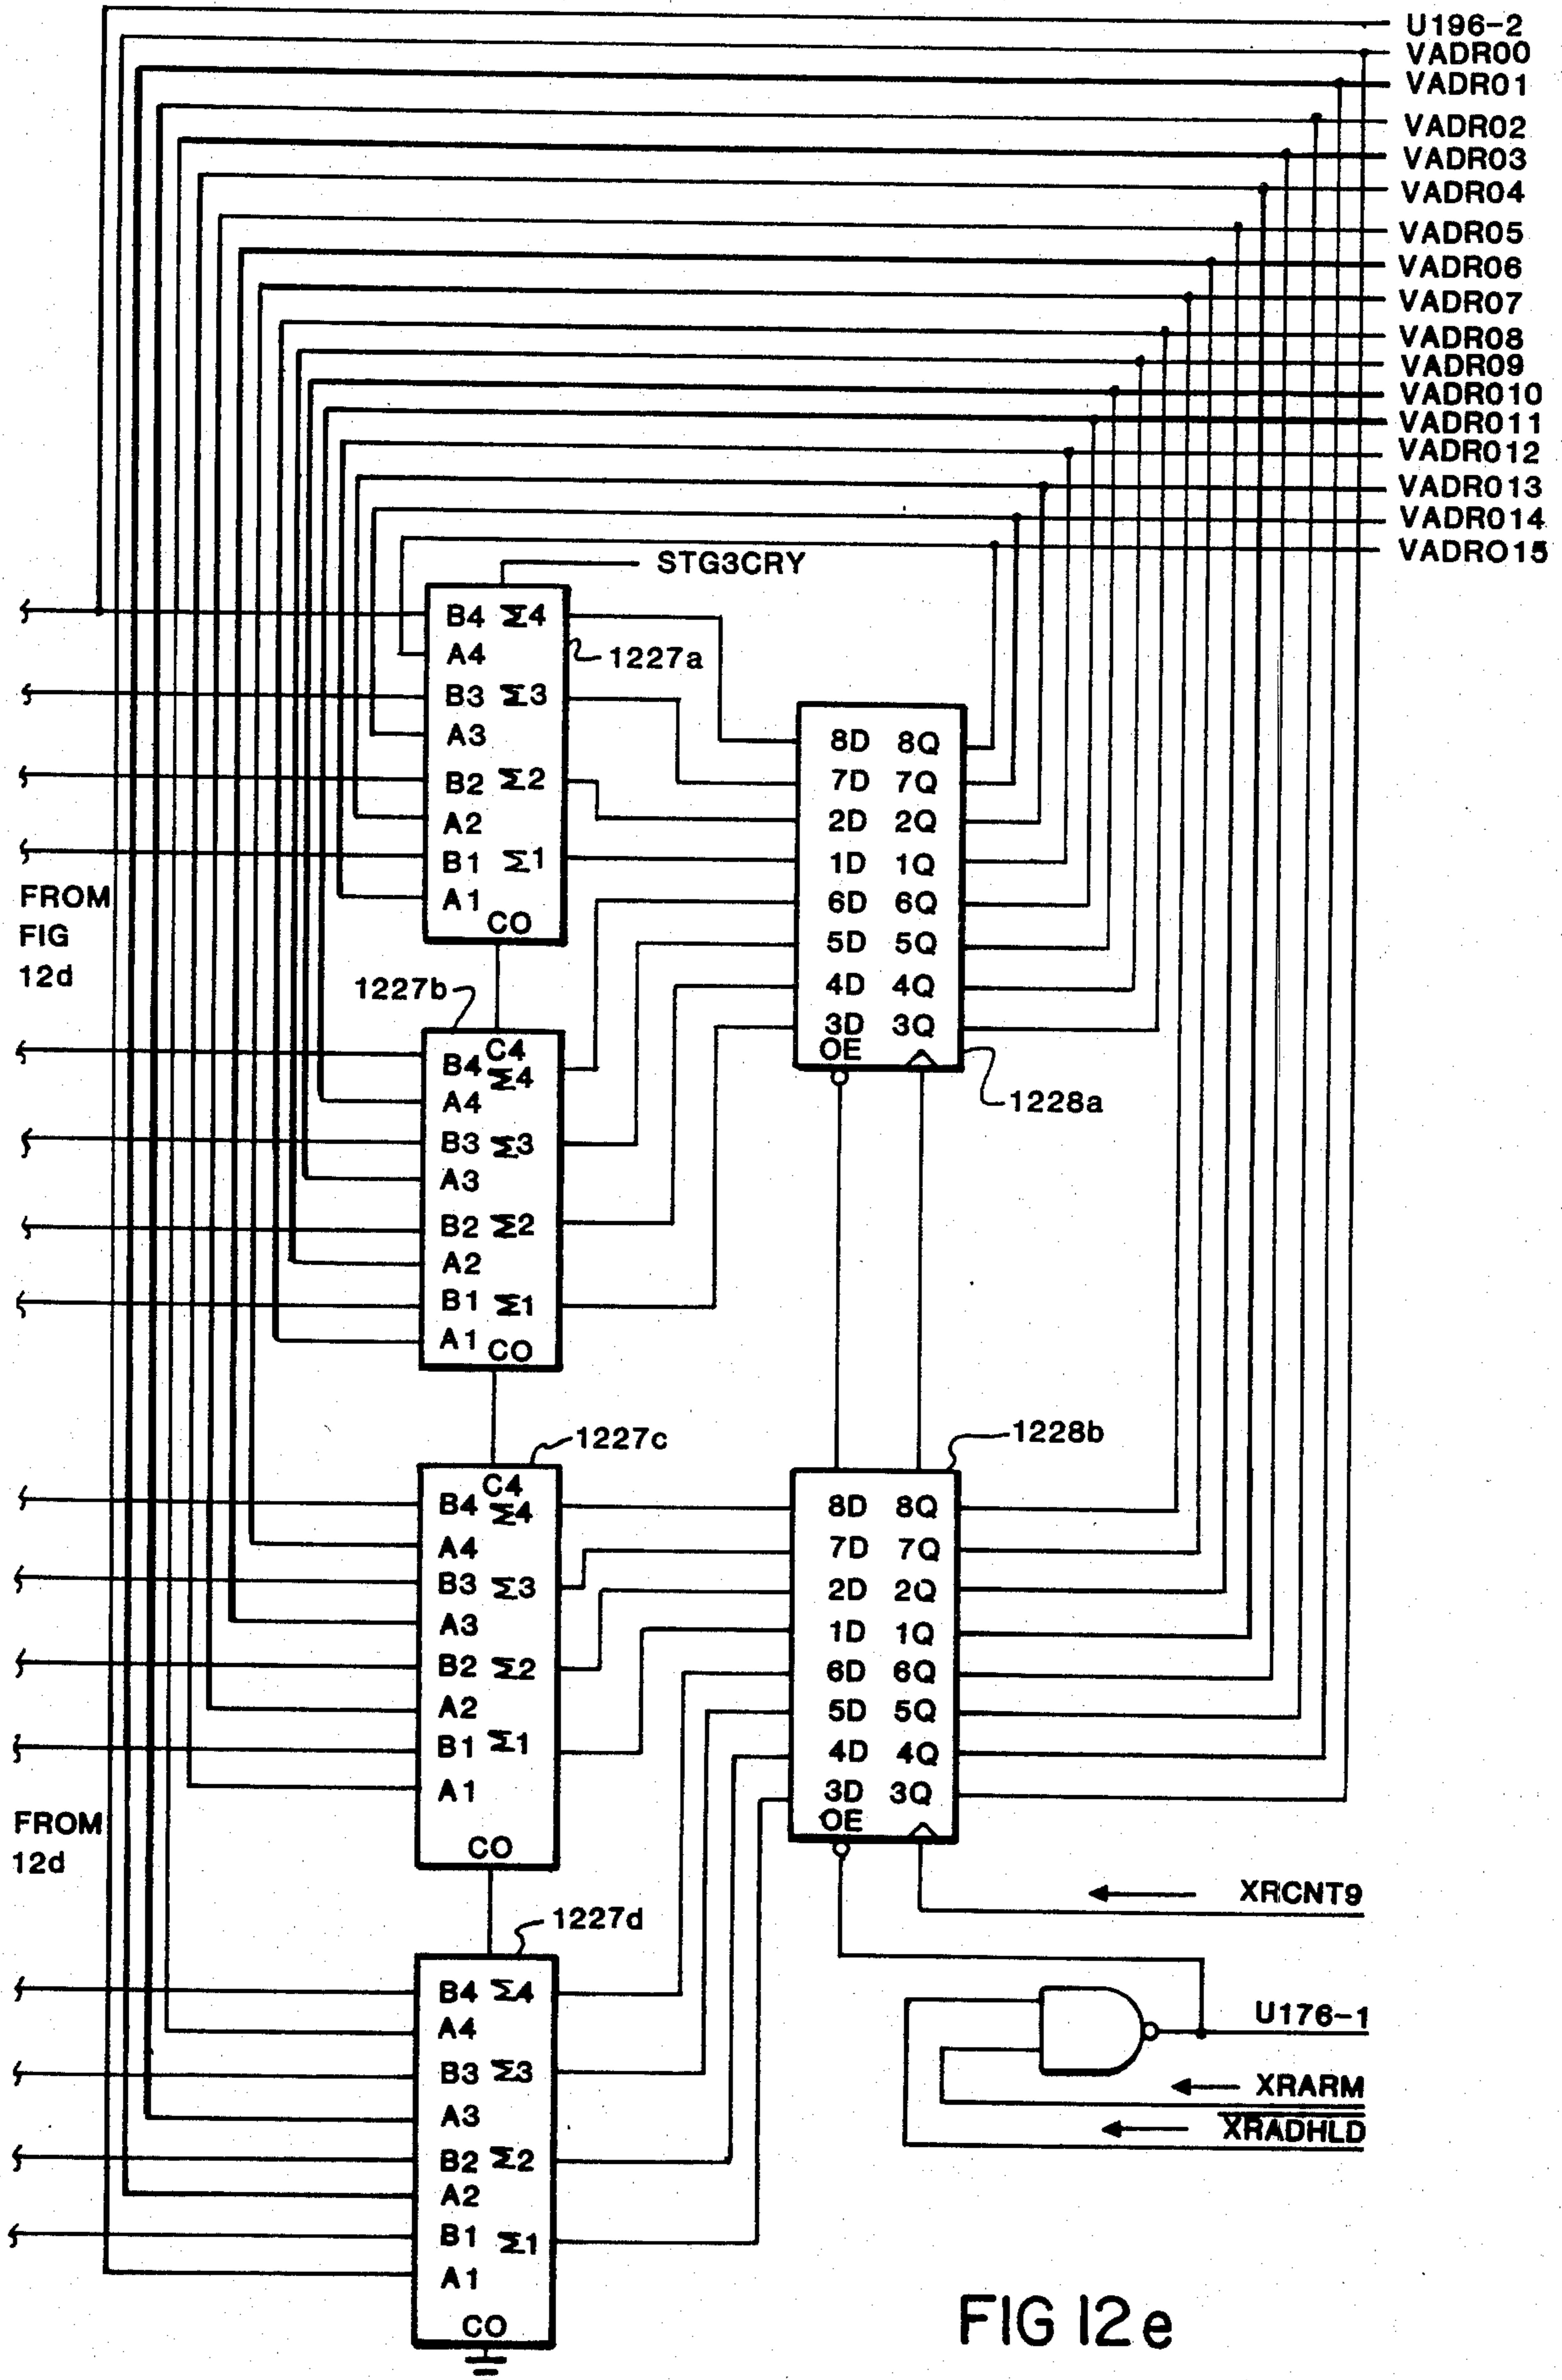 U196-2
VADR00
VADR01
VADR02
VADR03
VADR04
VADR05
VADR06
VADR07
VADR08
VADR09
VADR010
VADR011
VADR012
VADR013
VADR014
VADR015
STG3CRY
B4 Σ4
A4
1227a
B3 Σ3
A3
B2 Σ2
A2
B1 Σ1
A1
CO
8D 8Q
7D 7Q
2D 2Q
1D 1Q
6D 6Q
5D 5Q
4D 4Q
3D 3Q
OE
1228a
FROM
FIG
12d
1227b
C4
B4 Σ4
A4
B3 Σ3
A3
B2 Σ2
A2
B1 Σ1
A1
CO
1227c
C4
B4 Σ4
A4
B3 Σ3
A3
B2 Σ2
A2
B1 Σ1
A1
CO
1228b
8D 8Q
7D 7Q
2D 2Q
1D 1Q
6D 6Q
5D 5Q
4D 4Q
3D 3Q
OE
FROM
12d
XRCNT9
1227d
B4 Σ4
A4
B3 Σ3
A3
B2 Σ2
A2
B1 Σ1
A1
CO
U176-1
XRARM
XRADHLD
FIG 12e